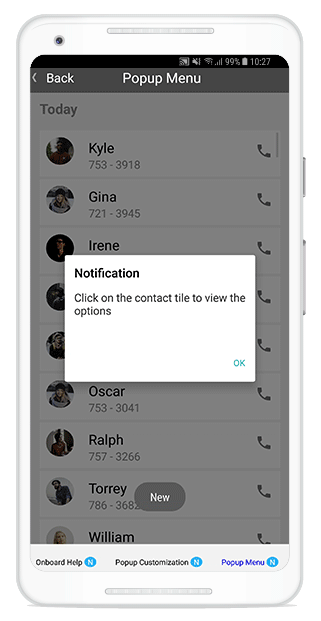 99% 10:27
Back
Popup Menu
Today
Kyle
753 - 3918
Gina
721 - 3945
Irene
Notification
Click on the contact tile to view the
options
OK
Oscar
753 - 3041
Ralph
757 - 3266
Torrey
786 - 3682
New
William
Onboard Help N
Popup Customization N
Popup Menu N